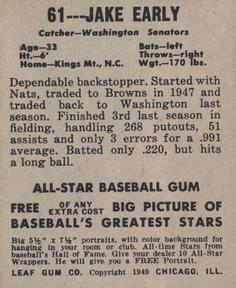 61---JAKE EARLY
Catcher—Washington Senators
Age—33 Bats—left
Ht.—6' Throws—right
Home—Kings Mt., N.C. Wgt.—170 lbs.
Dependable backstopper. Started with
Nats, traded to Browns in 1947 and
traded back to Washington last
season. Finished 3rd last season in
fielding, handling 268 putouts, 51
assists and only 3 errors for a .991
average. Batted only .220, but hits
a long ball.
ALL-STAR BASEBALL GUM
FREE OF ANY EXTRA COST BIG PICTURE OF
BASEBALL'S GREATEST STARS
Big 5½" x 7½" portraits, with color background
for hanging in your room or club. All-time Stars from
baseball's Hall of Fame. Give your dealer 10 All-Star
Wrappers. He will give you a FREE Portrait.
LEAF GUM CO. Copyright 1949 CHICAGO, ILL.